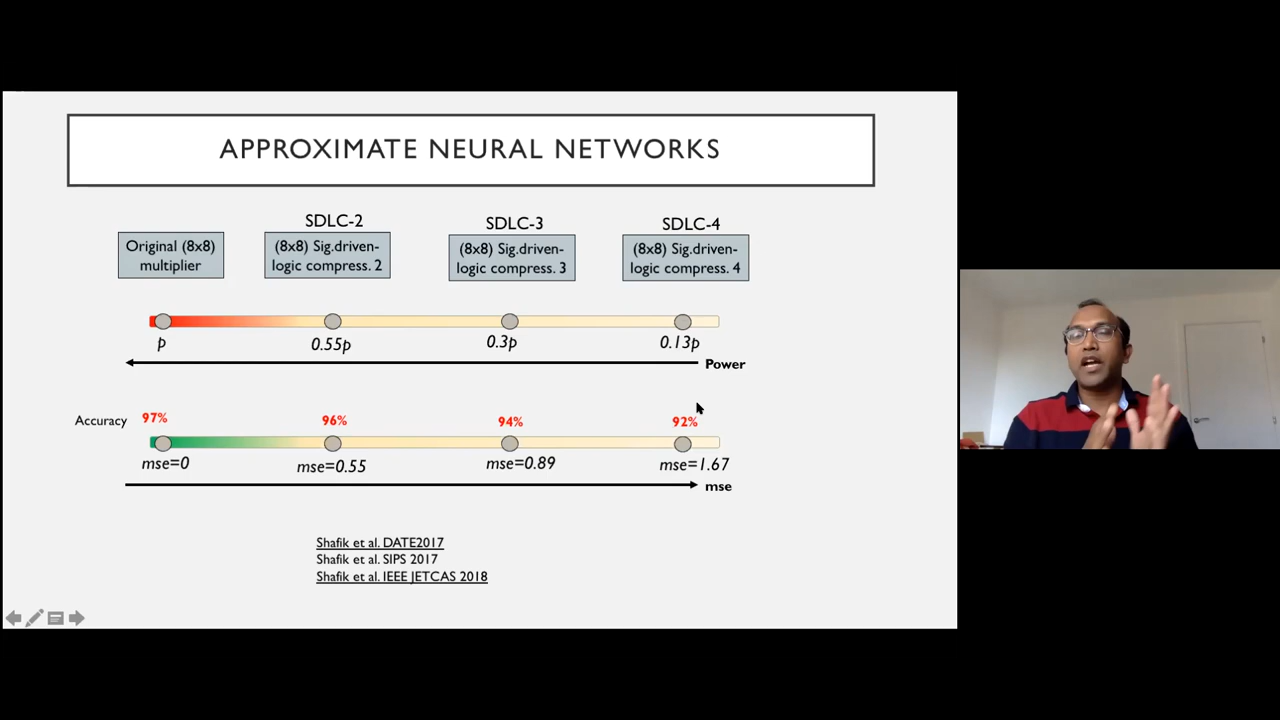 APPROXIMATE NEURAL NETWORKS
SDLC-2
SDLC-3
SDLC-4
Original (8x8)
multiplier
(8x8) Sig.driven-
logic compress. 2
(8x8) Sig.driven-
logic compress. 3
(8x8) Sig.driven-
logic compress. 4
p
0.55p
0.3p
0.13p
Power
Accuracy
97%
96%
94%
92%
mse=0
mse=0.55
mse=0.89
mse=1.67
mse
Shafik et al. DATE2017
Shafik et al. SIPS 2017
Shafik et al. IEEE JETCAS 2018